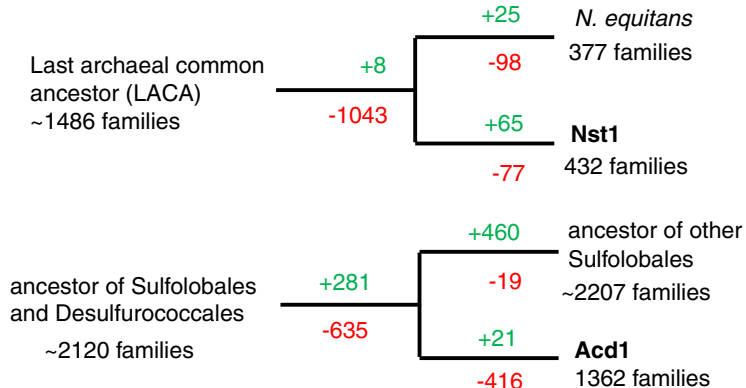 +25
N. equitans
377 families
-98
Last archaeal common
ancestor (LACA)
~1486 families
+8
-1043
+65
Nst1
432 families
-77
+460
ancestor of other
Sulfolobales
~2207 families
-19
ancestor of Sulfolobales
and Desulfurococcales
~2120 families
+281
-635
+21
Acd1
1362 families
-416